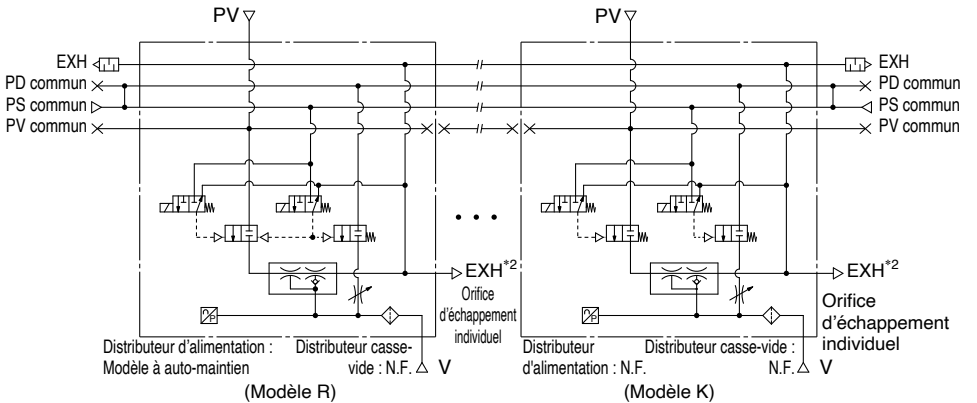 PV
PV
EXH
PD commun
PS commun
PV commun
EXH
PD commun
PS commun
PV commun
P
EXH*2
Orifice
d'échappement
individuel
Distributeur d'alimentation :
Modèle à auto-maintien
Distributeur casse-
vide : N.F.
V
(Modèle R)
• • •
P
EXH*2
Orifice
d'échappement
individuel
Distributeur
d'alimentation : N.F.
Distributeur casse-vide :
N.F.
V
(Modèle K)